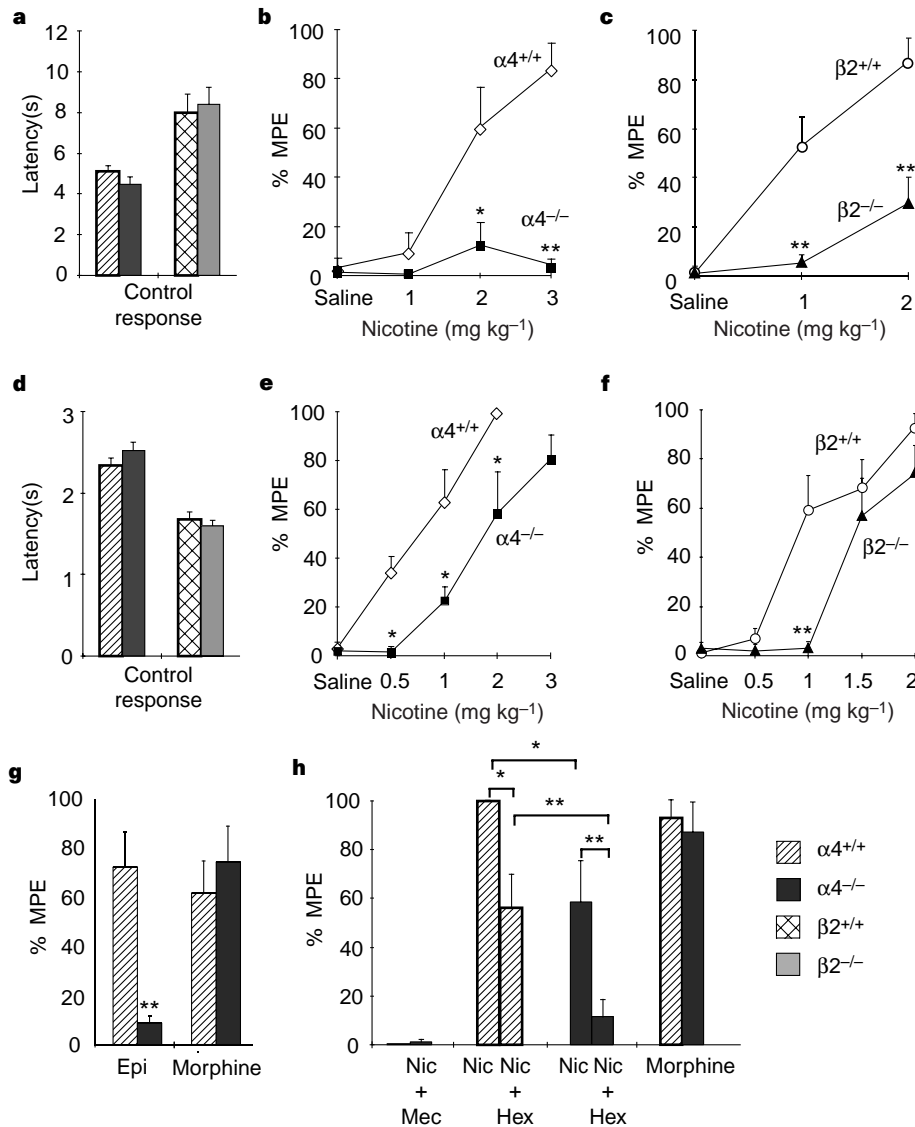 a
12
10
8
6
4
2
0
Latency(s)
Control
response
b
100
80
60
40
20
0
% MPE
α4+/+
*
α4−/−
**
Saline 1 2 3
Nicotine (mg kg−1)
c
100
80
60
40
20
0
% MPE
β2+/+
**
β2−/−
**
Saline 1 2
Nicotine (mg kg−1)
d
3
2
1
0
Latency(s)
Control
response
e
100
80
60
40
20
0
% MPE
α4+/+
*
α4−/−
*
*
Saline 0.5 1 2 3
Nicotine (mg kg−1)
f
100
80
60
40
20
0
% MPE
β2+/+
β2−/−
**
Saline 0.5 1 1.5 2
Nicotine (mg kg−1)
g
100
80
60
40
20
0
% MPE
**
Epi Morphine
h
100
80
60
40
20
0
% MPE
*
*
**
**
Nic Nic Nic Nic Nic Morphine
+ + +
Mec Hex Hex
α4+/+
α4−/−
β2+/+
β2−/−